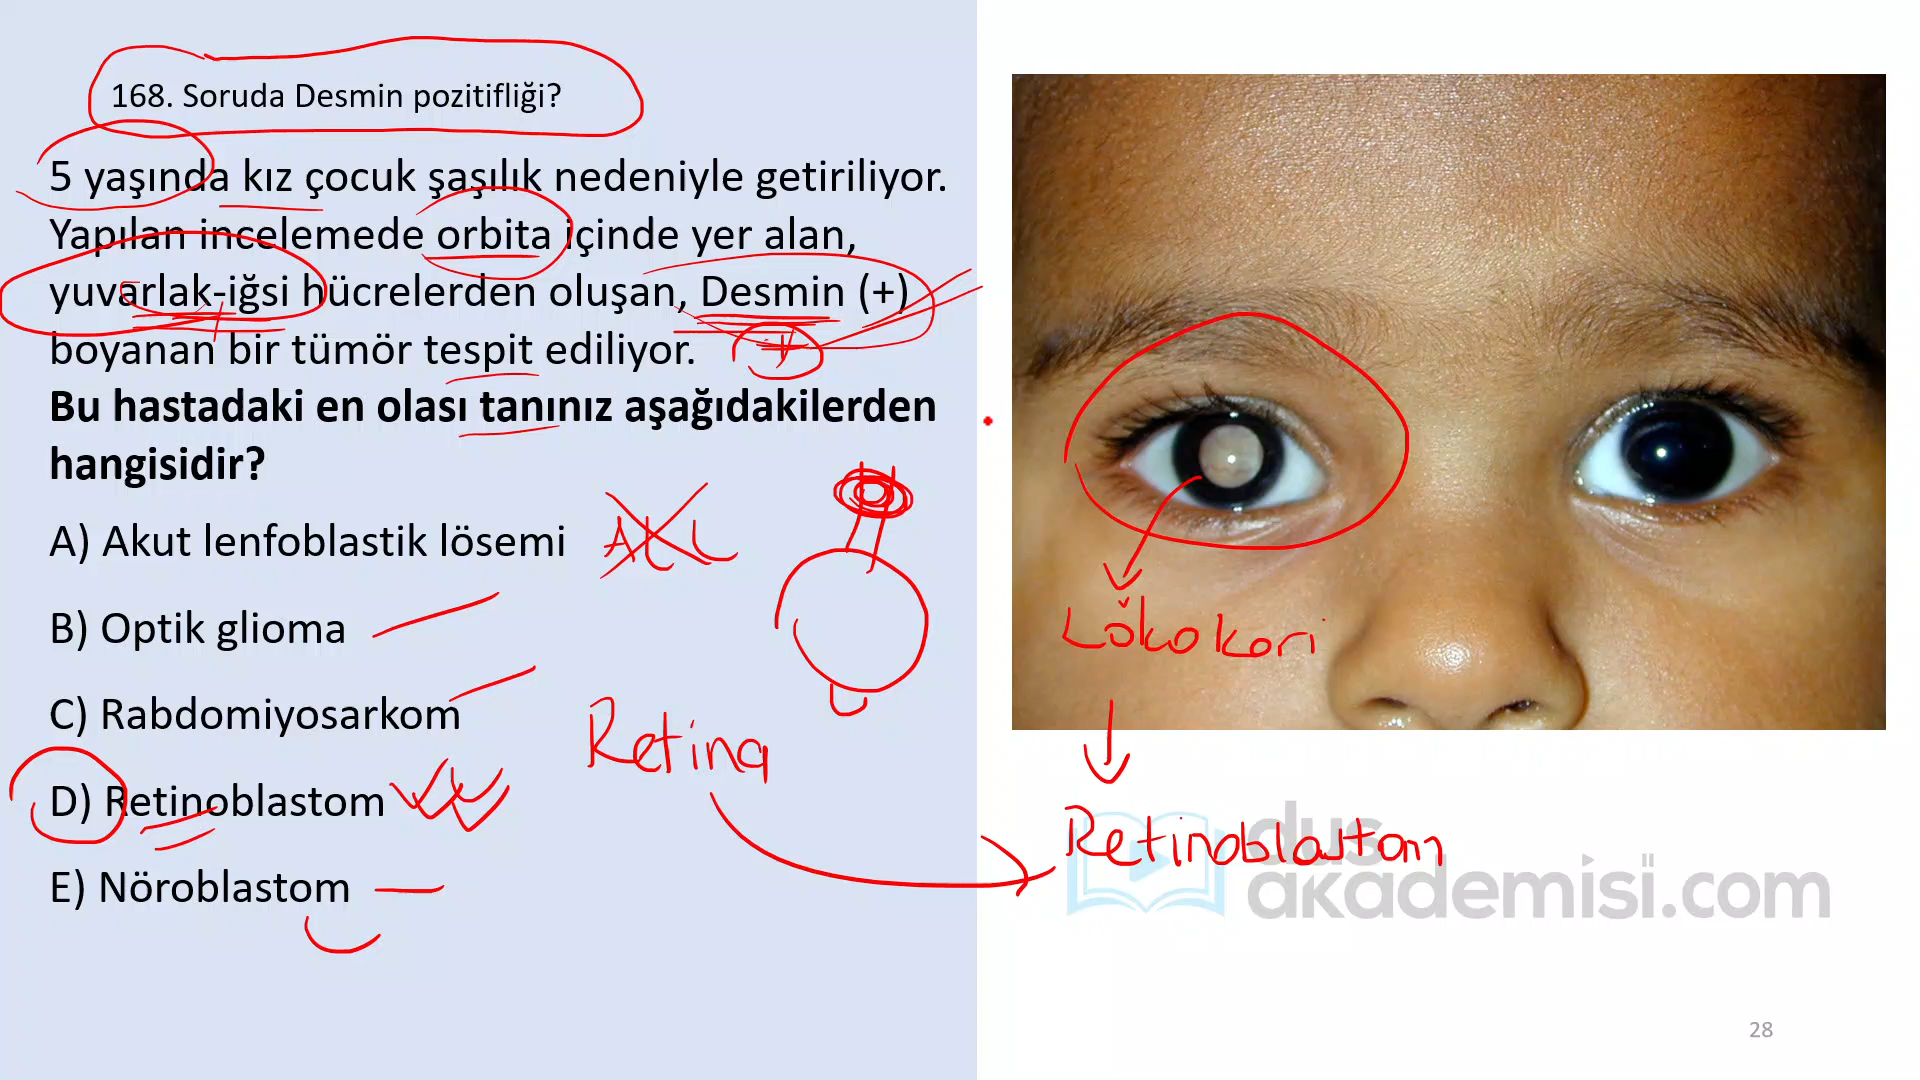 168. Soruda Desmin pozitifliği?
5 yaşında kız çocuk şaşılık nedeniyle getiriliyor.
Yapılan incelemede orbita içinde yer alan,
yuvarlak-iğsi hücrelerden oluşan, Desmin (+)
boyanan bir tümör tespit ediliyor.
Bu hastadaki en olası tanınız aşağıdakilerden
hangisidir?
A) Akut lenfoblastik lösemi ALL
B) Optik glioma
C) Rabdomiyosarkom
D) Retinoblastom
E) Nöroblastom
Retina
Lökokori
Retinoblastom
dus
akademisi.com
28